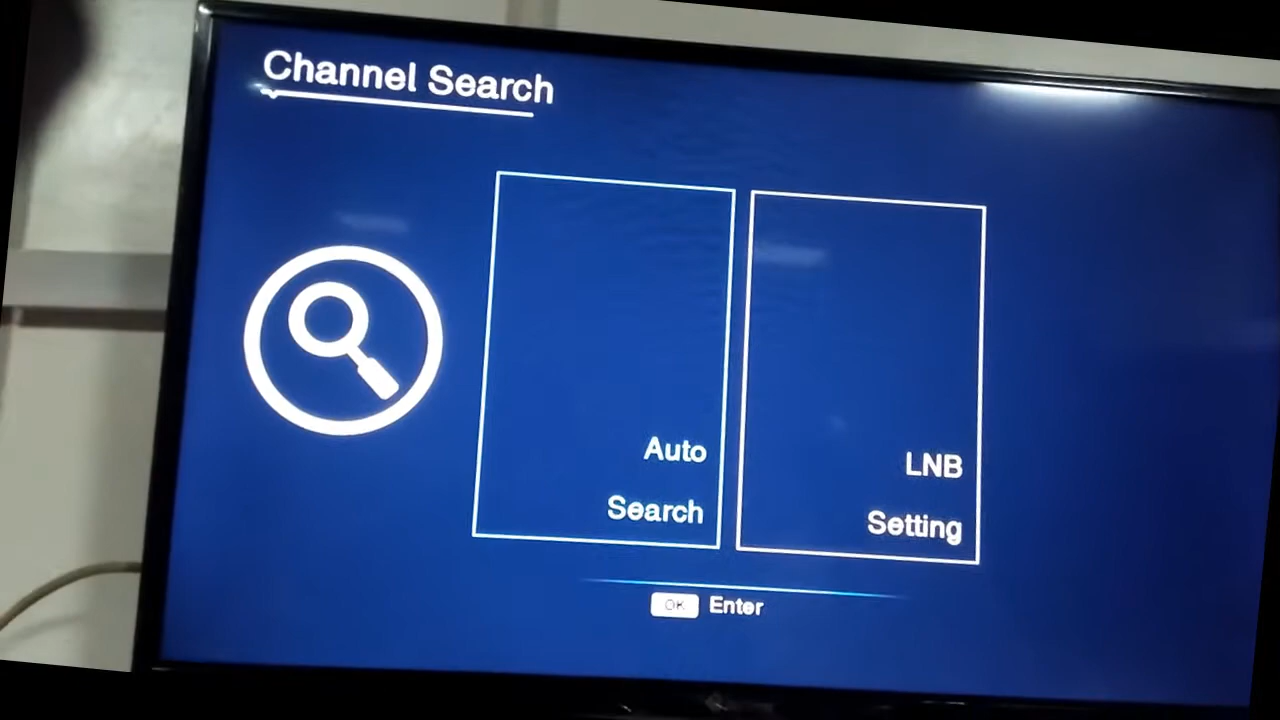 Channel Search
Auto
Search
LNB
Setting
OK Enter